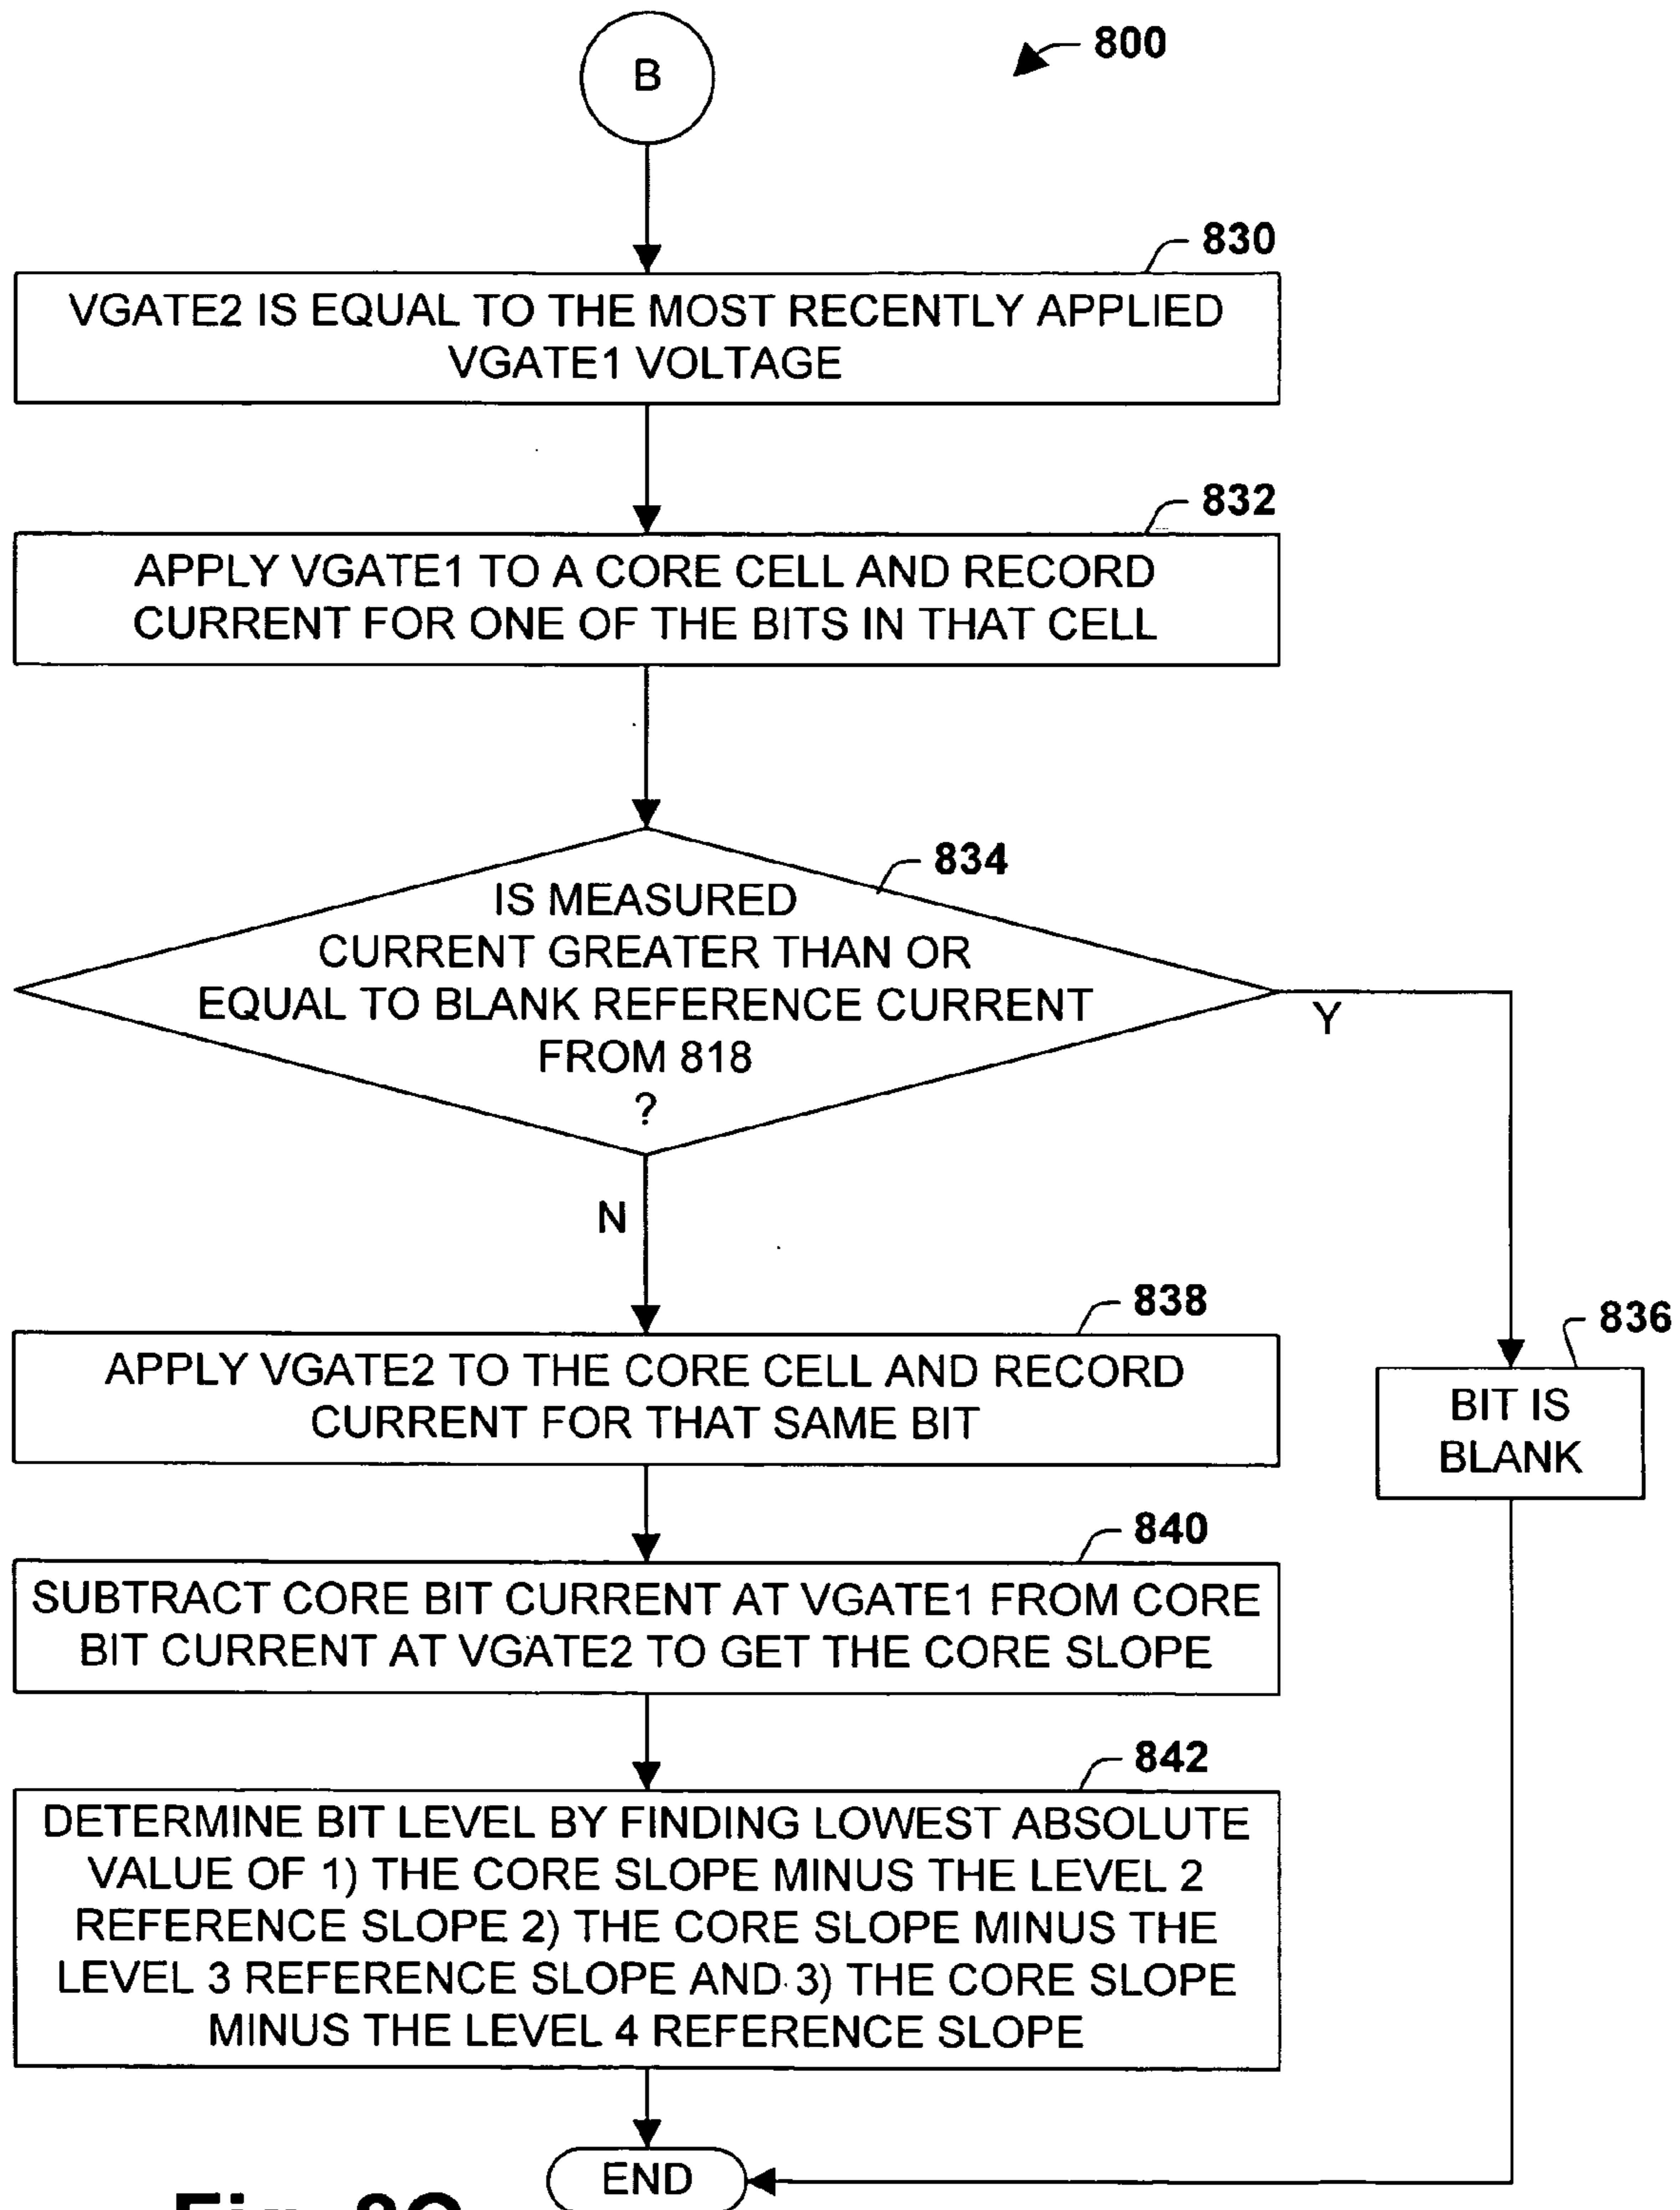 B
800
830
VGATE2 IS EQUAL TO THE MOST RECENTLY APPLIED
VGATE1 VOLTAGE
832
APPLY VGATE1 TO A CORE CELL AND RECORD
CURRENT FOR ONE OF THE BITS IN THAT CELL
834
IS MEASURED
CURRENT GREATER THAN OR
EQUAL TO BLANK REFERENCE CURRENT
FROM 818
?
Y
N
838
APPLY VGATE2 TO THE CORE CELL AND RECORD
CURRENT FOR THAT SAME BIT
836
BIT IS
BLANK
840
SUBTRACT CORE BIT CURRENT AT VGATE1 FROM CORE
BIT CURRENT AT VGATE2 TO GET THE CORE SLOPE
842
DETERMINE BIT LEVEL BY FINDING LOWEST ABSOLUTE
VALUE OF 1) THE CORE SLOPE MINUS THE LEVEL 2
REFERENCE SLOPE 2) THE CORE SLOPE MINUS THE
LEVEL 3 REFERENCE SLOPE AND 3) THE CORE SLOPE
MINUS THE LEVEL 4 REFERENCE SLOPE
END